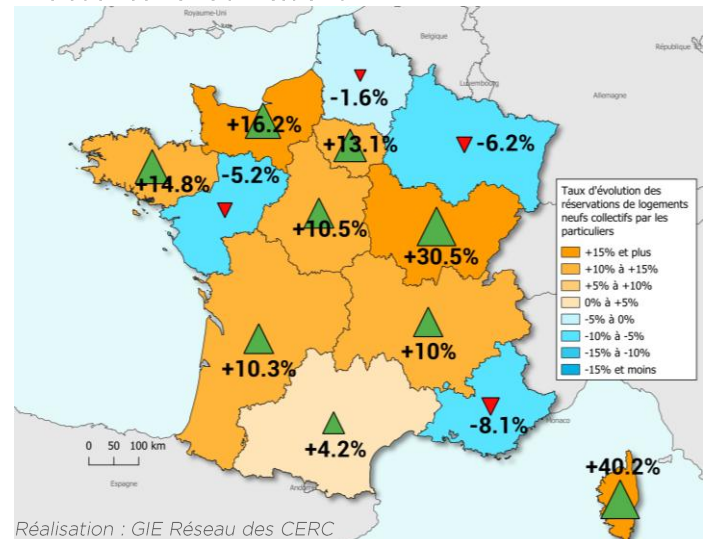 Royaume-Uni
Belgique
République
Luxembourg
Allemagne
-1.6%
+16.2%
+13.1%
-6.2%
+14.8%
-5.2%
+10.5%
+30.5%
+10.3%
+10%
+4.2%
-8.1%
Monaco
+40.2%
Taux d'évolution des
réservations de logements
neufs collectifs par les
particuliers
+15% et plus
+10% à +15%
+5% à +10%
0% à +5%
-5% à 0%
-10% à -5%
-15% à -10%
-15% et moins
0 50 100 km
Espagne
Réalisation : GIE Réseau des CERC